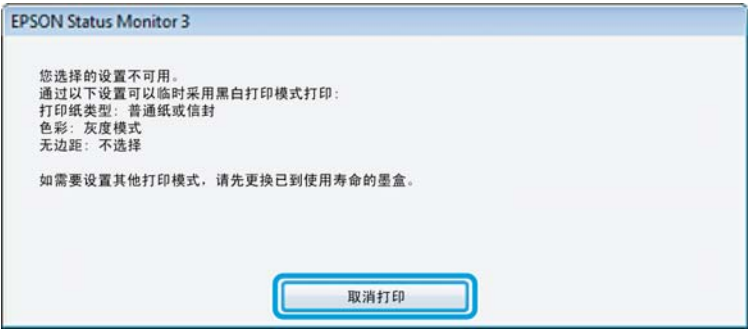 EPSON Status Monitor 3
您选择的设置不可用。
通过以下设置可以临时采用黑白打印模式打印:
打印纸类型: 普通纸或信封
色彩: 灰度模式
无边距: 不选择
如需要设置其他打印模式，请先更换已到使用寿命的墨盒。
取消打印